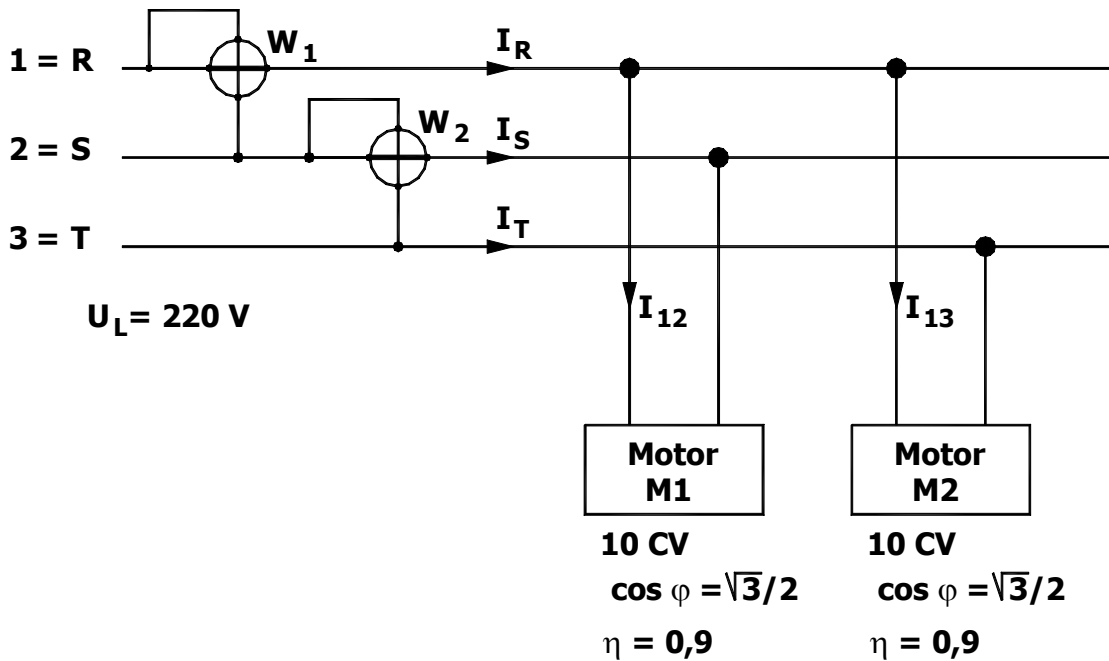 W1
1 = R
IR
W2
2 = S
IS
3 = T
IT
UL = 220 V
I12
I13
Motor
M1
Motor
M2
10 CV
10 CV
cos φ = √3/2
cos φ = √3/2
η = 0,9
η = 0,9